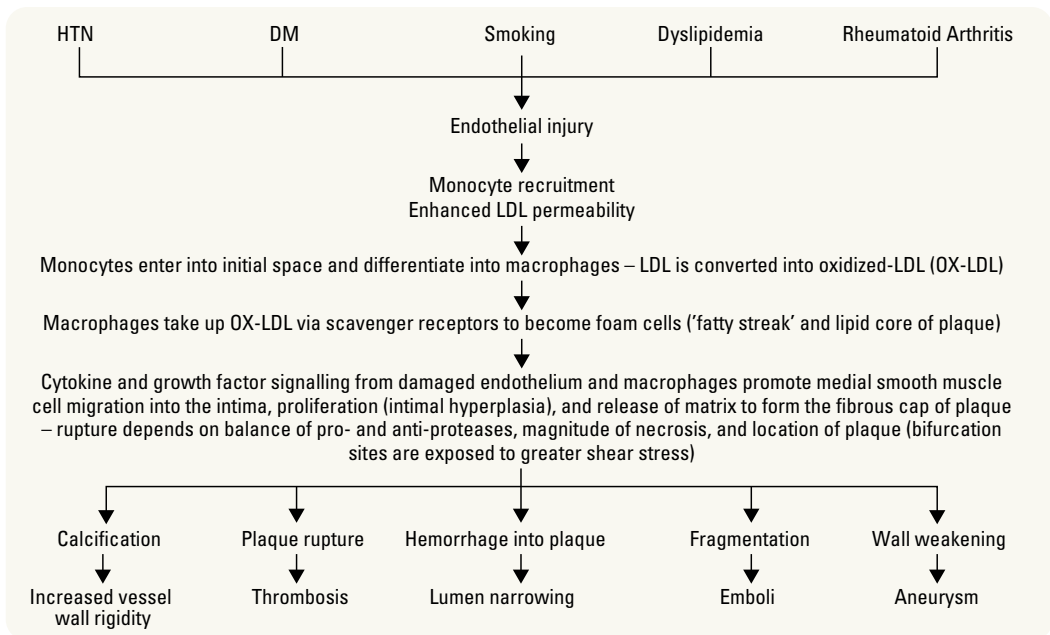 HTN DM Smoking Dyslipidemia Rheumatoid Arthritis
Endothelial injury
Monocyte recruitment
Enhanced LDL permeability
Monocytes enter into initial space and differentiate into macrophages – LDL is converted into oxidized-LDL (OX-LDL)
Macrophages take up OX-LDL via scavenger receptors to become foam cells ('fatty streak' and lipid core of plaque)
Cytokine and growth factor signalling from damaged endothelium and macrophages promote medial smooth muscle
cell migration into the intima, proliferation (intimal hyperplasia), and release of matrix to form the fibrous cap of plaque
– rupture depends on balance of pro- and anti-proteases, magnitude of necrosis, and location of plaque (bifurcation
sites are exposed to greater shear stress)
Calcification Plaque rupture Hemorrhage into plaque Fragmentation Wall weakening
Increased vessel Thrombosis Lumen narrowing Emboli Aneurysm
wall rigidity